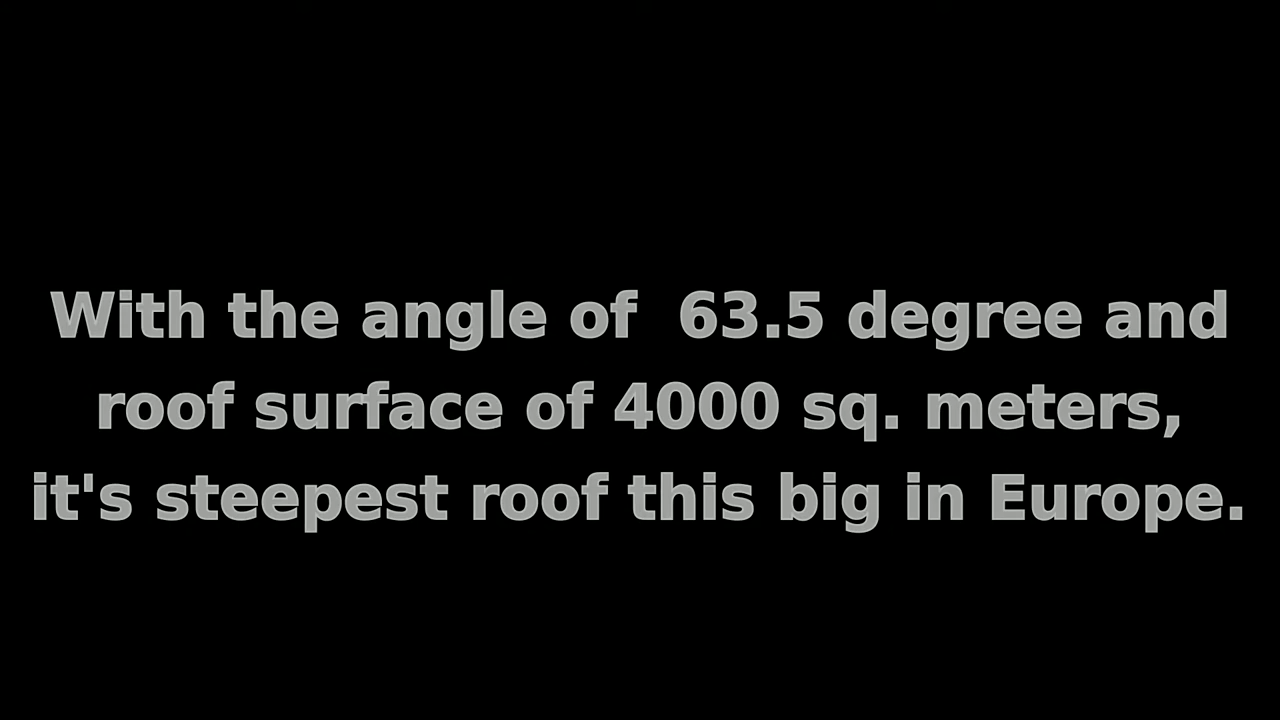 With the angle of  63.5 degree and
roof surface of 4000 sq. meters,
it's steepest roof this big in Europe.